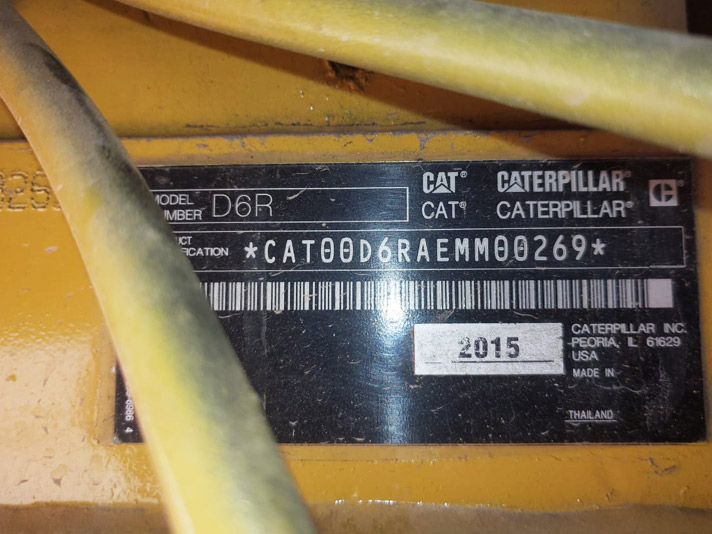 MODEL
NUMBER D6R
CAT® CATERPILLAR®
CAT® CATERPILLAR®
*CAT00D6RAEMM00269*
2015
CATERPILLAR INC.
PEORIA, IL 61629
USA
MADE IN
THAILAND